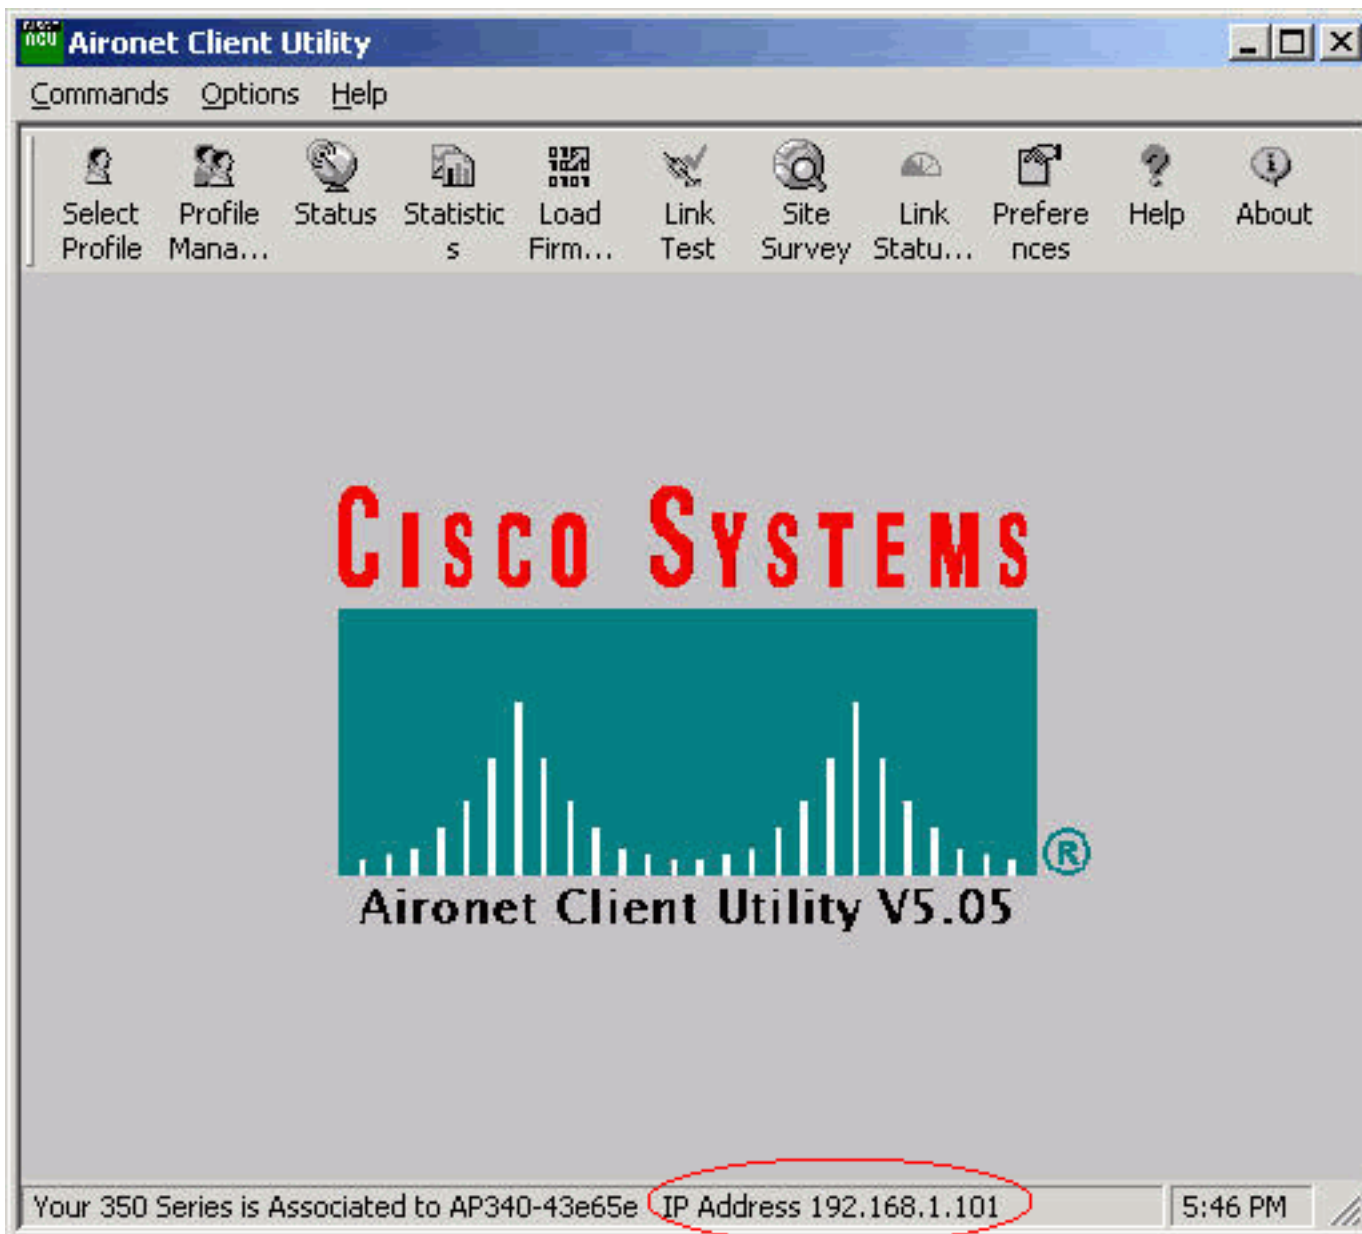 Aironet Client Utility
Commands Options Help
Select Profile
Profile Mana...
Status
Statistic s
Load Firm...
Link Test
Site Survey
Link Statu...
Prefere nces
Help
About
CISCO SYSTEMS
®
Aironet Client Utility V5.05
Your 350 Series is Associated to AP340-43e65e
IP Address 192.168.1.101
5:46 PM